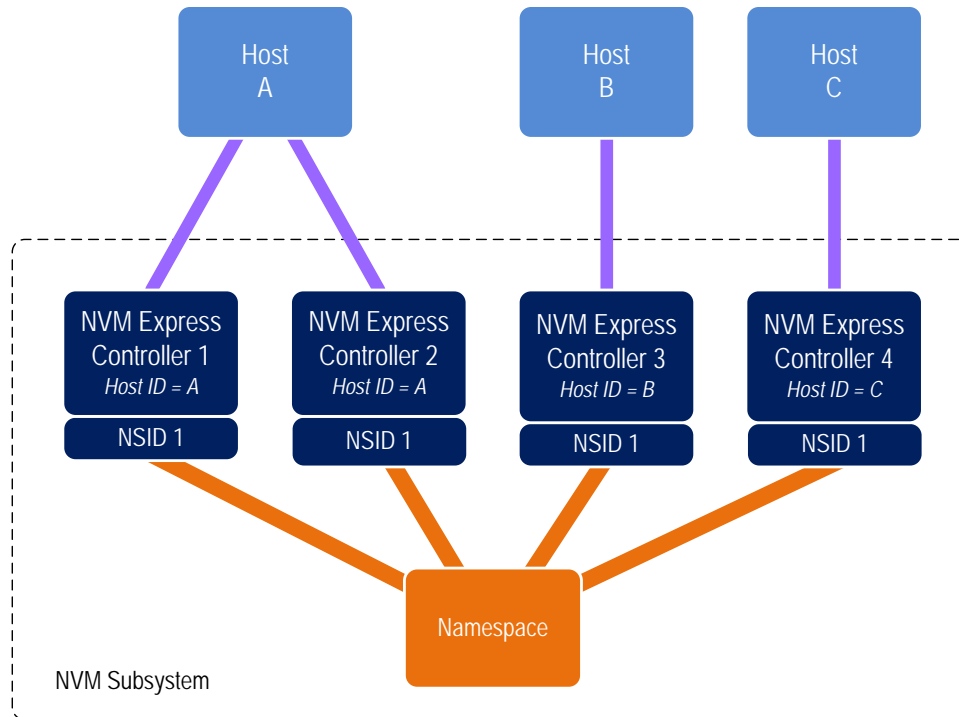 Host
A
Host
B
Host
C
NVM Express
Controller 1
Host ID = A
NVM Express
Controller 2
Host ID = A
NVM Express
Controller 3
Host ID = B
NVM Express
Controller 4
Host ID = C
NSID 1
NSID 1
NSID 1
NSID 1
Namespace
NVM Subsystem